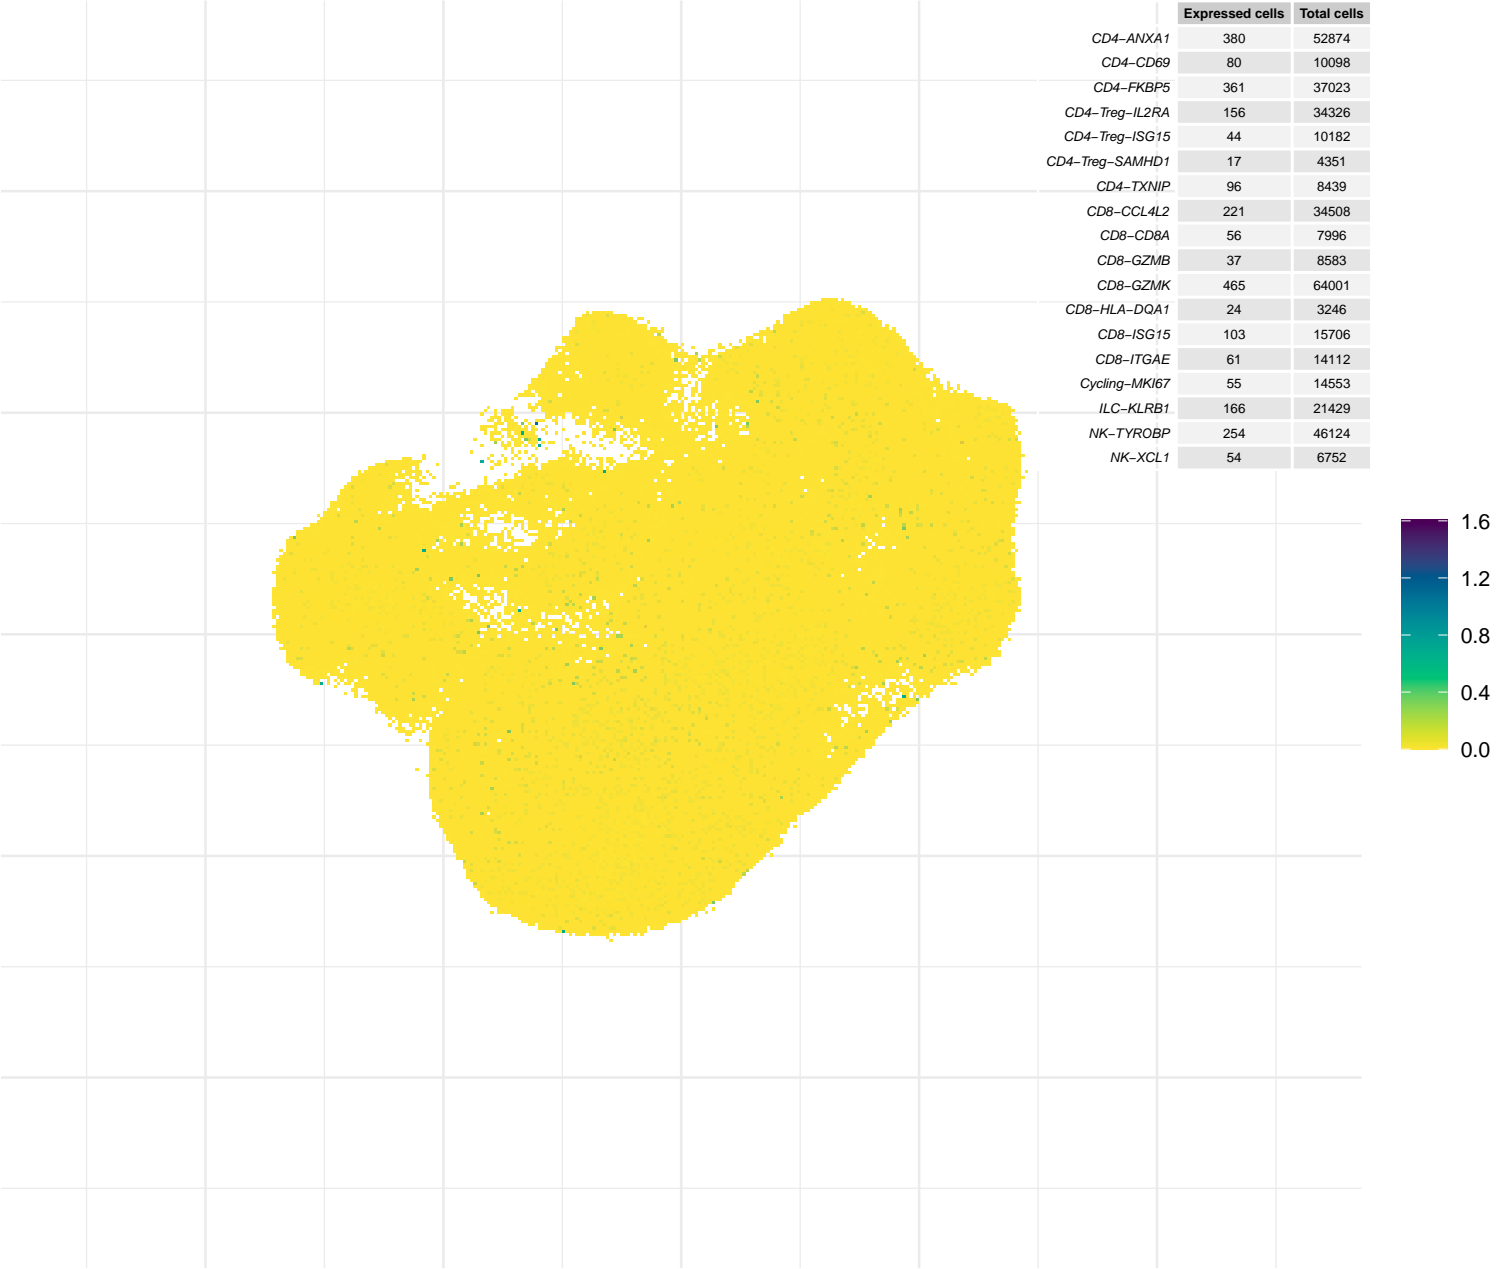 Expressed cells Total cells
CD4−ANXA1 380 52874
CD4−CD69 80 10098
CD4−FKBP5 361 37023
CD4−Treg−IL2RA 156 34326
CD4−Treg−ISG15 44 10182
CD4−Treg−SAMHD1 17 4351
CD4−TXNIP 96 8439
CD8−CCL4L2 221 34508
CD8−CD8A 56 7996
CD8−GZMB 37 8583
CD8−GZMK 465 64001
CD8−HLA−DQA1 24 3246
CD8−ISG15 103 15706
CD8−ITGAE 61 14112
Cycling−MKI67 55 14553
ILC−KLRB1 166 21429
NK−TYROBP 254 46124
NK−XCL1 54 6752
1.6
1.2
0.8
0.4
0.0